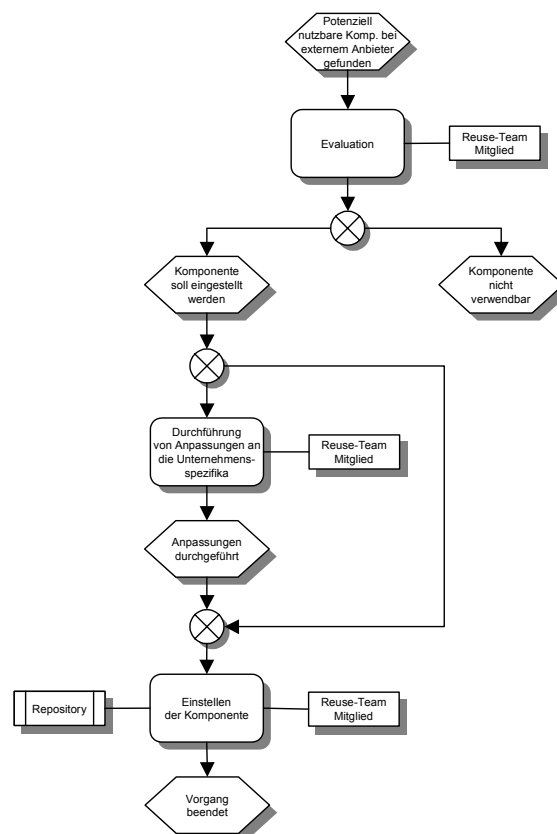 Potenziell
nutzbare Komp. bei
externem Anbieter
gefunden
Evaluation
Reuse-Team
Mitglied
Komponente
soll eingestellt
werden
Komponente
nicht
verwendbar
Durchführung
von Anpassungen an
die Unternehmens-
spezifika
Reuse-Team
Mitglied
Anpassungen
durchgeführt
Repository
Einstellen
der Komponente
Reuse-Team
Mitglied
Vorgang
beendet